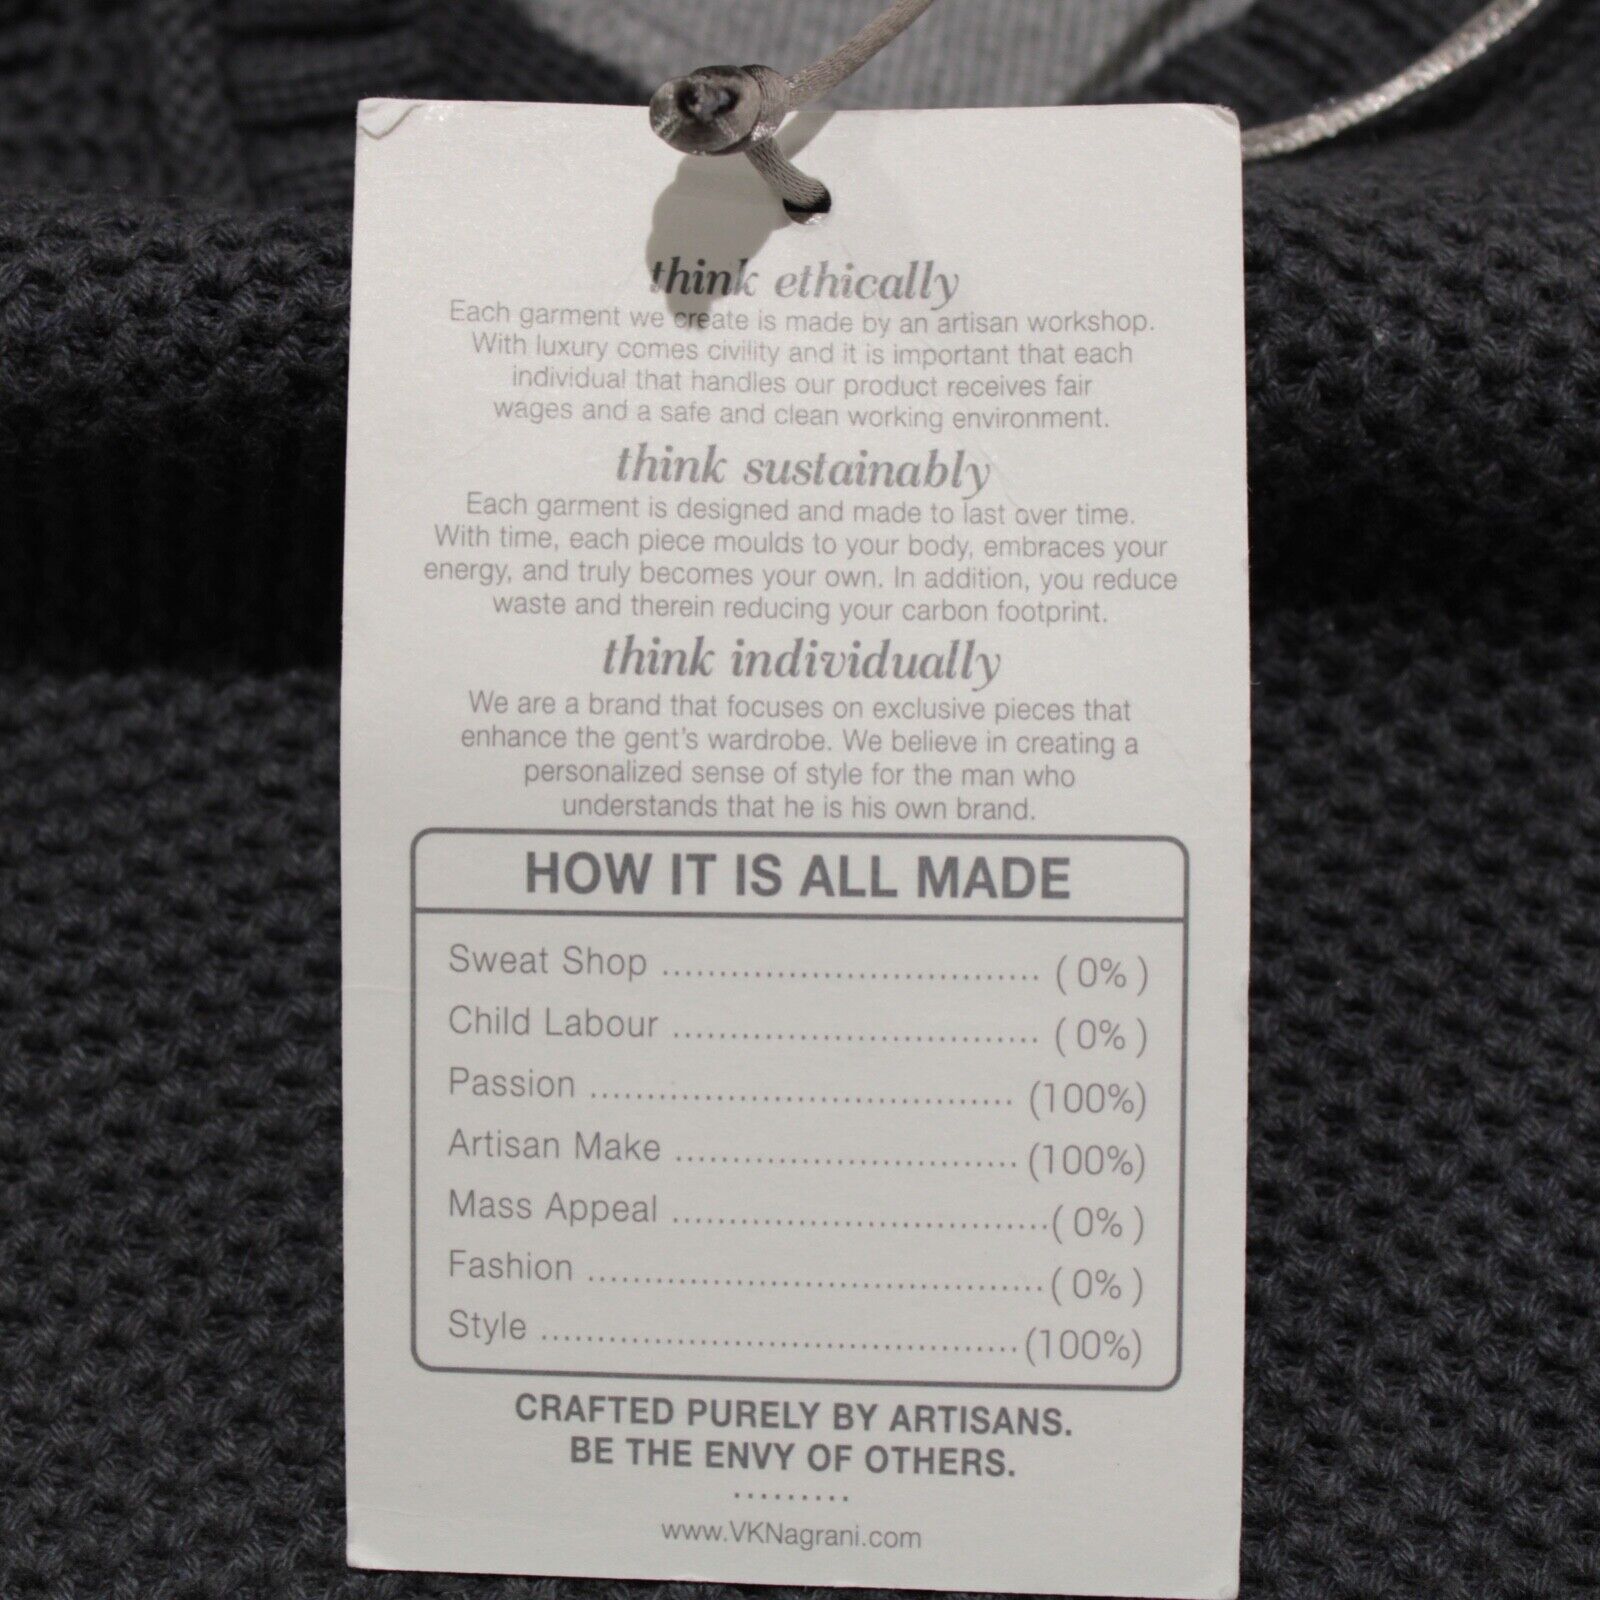 think ethically
Each garment we create is made by an artisan workshop.
With luxury comes civility and it is important that each
individual that handles our product receives fair
wages and a safe and clean working environment.
think sustainably
Each garment is designed and made to last over time.
With time, each piece moulds to your body, embraces your
energy, and truly becomes your own. In addition, you reduce
waste and therein reducing your carbon footprint.
think individually
We are a brand that focuses on exclusive pieces that
enhance the gent's wardrobe. We believe in creating a
personalized sense of style for the man who
understands that he is his own brand.
HOW IT IS ALL MADE
Sweat Shop ................................. ( 0% )
Child Labour ................................ ( 0% )
Passion ..................................... (100%)
Artisan Make .............................. (100%)
Mass Appeal .................................( 0% )
Fashion ........................................( 0% )
Style ..........................................(100%)
CRAFTED PURELY BY ARTISANS.
BE THE ENVY OF OTHERS.
.........
www.VKNagrani.com